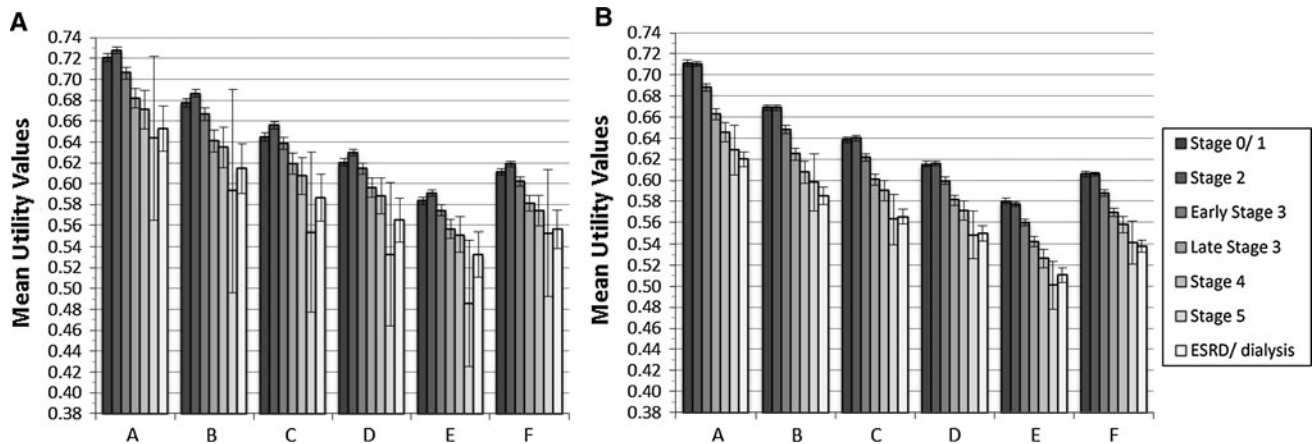 A
Mean Utility Values
0.74
0.72
0.70
0.68
0.66
0.64
0.62
0.60
0.58
0.56
0.54
0.52
0.50
0.48
0.46
0.44
0.42
0.40
0.38
A B C D E F
B
Mean Utility Values
0.74
0.72
0.70
0.68
0.66
0.64
0.62
0.60
0.58
0.56
0.54
0.52
0.50
0.48
0.46
0.44
0.42
0.40
0.38
A B C D E F
Stage 0/ 1
Stage 2
Early Stage 3
Late Stage 3
Stage 4
Stage 5
ESRD/ dialysis